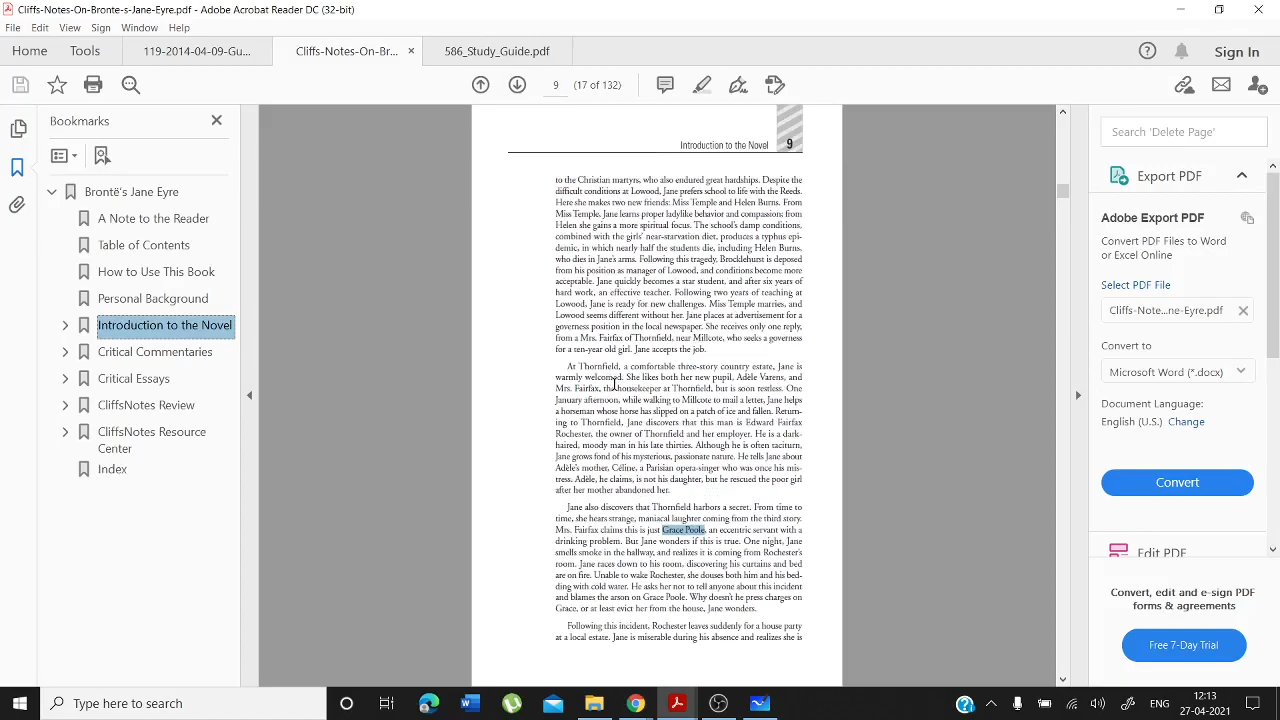 Cliffs-Notes-On-Bronte-s-Jane-Eyre.pdf - Adobe Acrobat Reader DC (32-bit)
File Edit View Sign Window Help
Home Tools 119-2014-04-09-Gu... Cliffs-Notes-On-Br... × 586_Study_Guide.pdf Sign In
9 (17 of 132)
Bookmarks
Brontë's Jane Eyre
A Note to the Reader
Table of Contents
How to Use This Book
Personal Background
Introduction to the Novel
Critical Commentaries
Critical Essays
CliffsNotes Review
CliffsNotes Resource
Center
Index
Introduction to the Novel 9
to the Christian martyrs, who also endured great hardships. Despite the
difficult conditions at Lowood, Jane prefers school to life with the Reeds.
Here she makes two new friends: Miss Temple and Helen Burns. From
Miss Temple, Jane learns proper ladylike behavior and compassion; from
Helen she gains a more spiritual focus. The school's damp conditions,
combined with the girls' near-starvation diet, produces a typhus epi-
demic, in which nearly half the students die, including Helen Burns,
who dies in Jane's arms. Following this tragedy, Brocklehurst is deposed
from his position as manager of Lowood, and conditions become more
acceptable. Jane quickly becomes a star student, and after six years of
hard work, an effective teacher. Following two years of teaching at
Lowood, Jane is ready for new challenges. Miss Temple marries, and
Lowood seems different without her. Jane places at advertisement for a
governess position in the local newspaper. She receives only one reply,
from a Mrs. Fairfax of Thornfield, near Millcote, who seeks a governess
for a ten-year old girl. Jane accepts the job.
At Thornfield, a comfortable three-story country estate, Jane is
warmly welcomed. She likes both her new pupil, Adèle Varens, and
Mrs. Fairfax, the housekeeper at Thornfield, but is soon restless. One
January afternoon, while walking to Millcote to mail a letter, Jane helps
a horseman whose horse has slipped on a patch of ice and fallen. Return-
ing to Thornfield, Jane discovers that this man is Edward Fairfax
Rochester, the owner of Thornfield and her employer. He is a dark-
haired, moody man in his late thirties. Although he is often taciturn,
Jane grows fond of his mysterious, passionate nature. He tells Jane about
Adèle's mother, Céline, a Parisian opera-singer who was once his mis-
tress. Adèle, he claims, is not his daughter, but he rescued the poor girl
after her mother abandoned her.
Jane also discovers that Thornfield harbors a secret. From time to
time, she hears strange, maniacal laughter coming from the third story.
Mrs. Fairfax claims this is just Grace Poole, an eccentric servant with a
drinking problem. But Jane wonders if this is true. One night, Jane
smells smoke in the hallway, and realizes it is coming from Rochester's
room. Jane races down to his room, discovering his curtains and bed
are on fire. Unable to wake Rochester, she douses both him and his bed-
ding with cold water. He asks her not to tell anyone about this incident
and blames the arson on Grace Poole. Why doesn't he press charges on
Grace, or at least evict her from the house, Jane wonders.
Following this incident, Rochester leaves suddenly for a house party
at a local estate. Jane is miserable during his absence and realizes she is
Search 'Delete Page'
Export PDF
Adobe Export PDF
Convert PDF Files to Word
or Excel Online
Select PDF File
Cliffs-Note...ne-Eyre.pdf ×
Convert to
Microsoft Word (*.docx)
Document Language:
English (U.S.) Change
Convert
Edit PDF
Convert, edit and e-sign PDF
forms & agreements
Free 7-Day Trial
Type here to search
ENG
12:13
27-04-2021